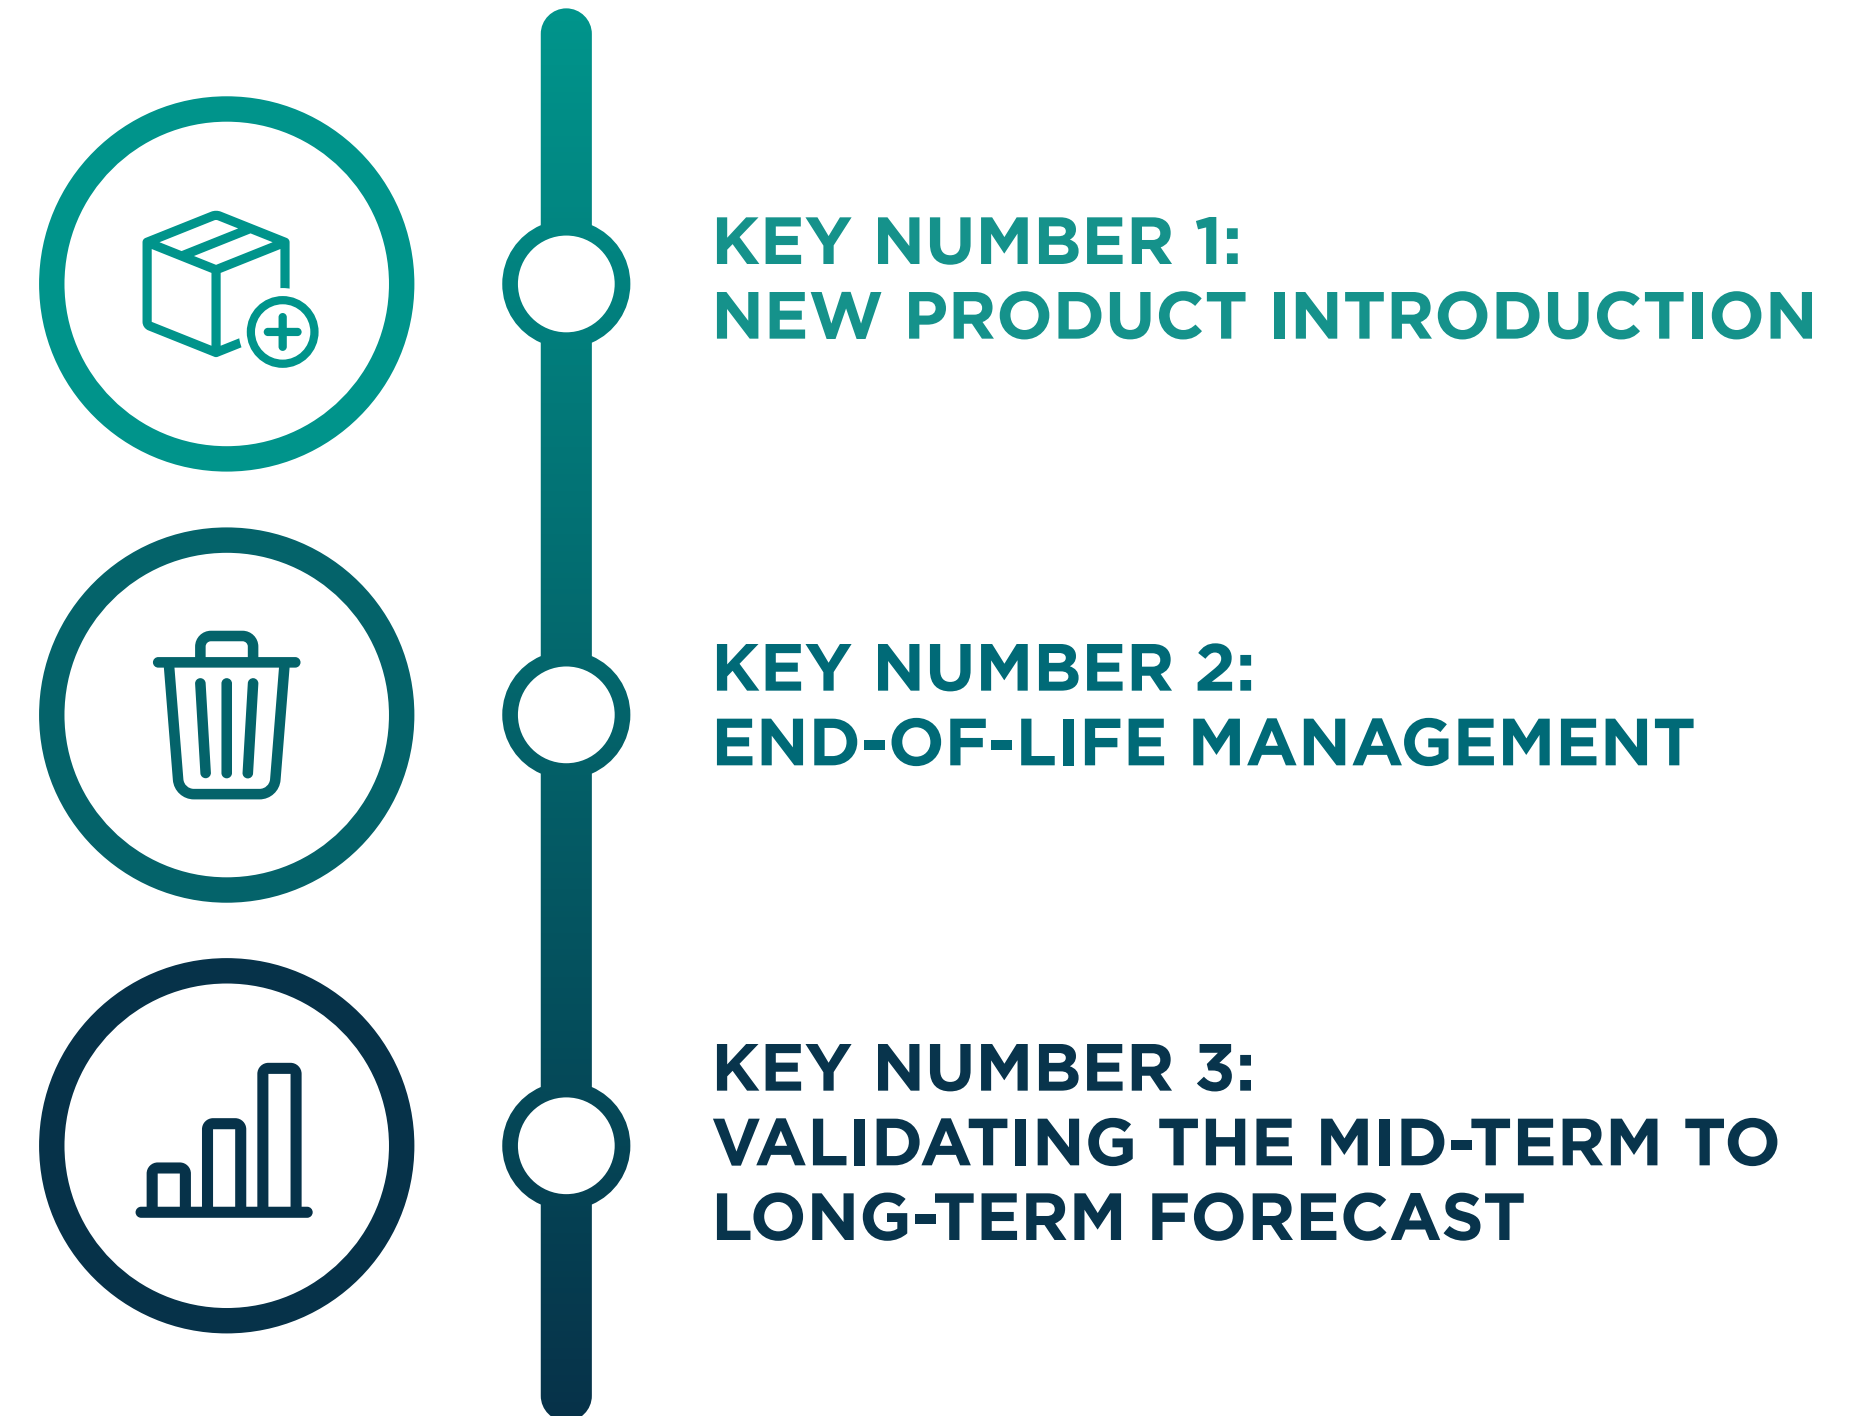 KEY NUMBER 1:
NEW PRODUCT INTRODUCTION
KEY NUMBER 2:
END-OF-LIFE MANAGEMENT
KEY NUMBER 3:
VALIDATING THE MID-TERM TO
LONG-TERM FORECAST